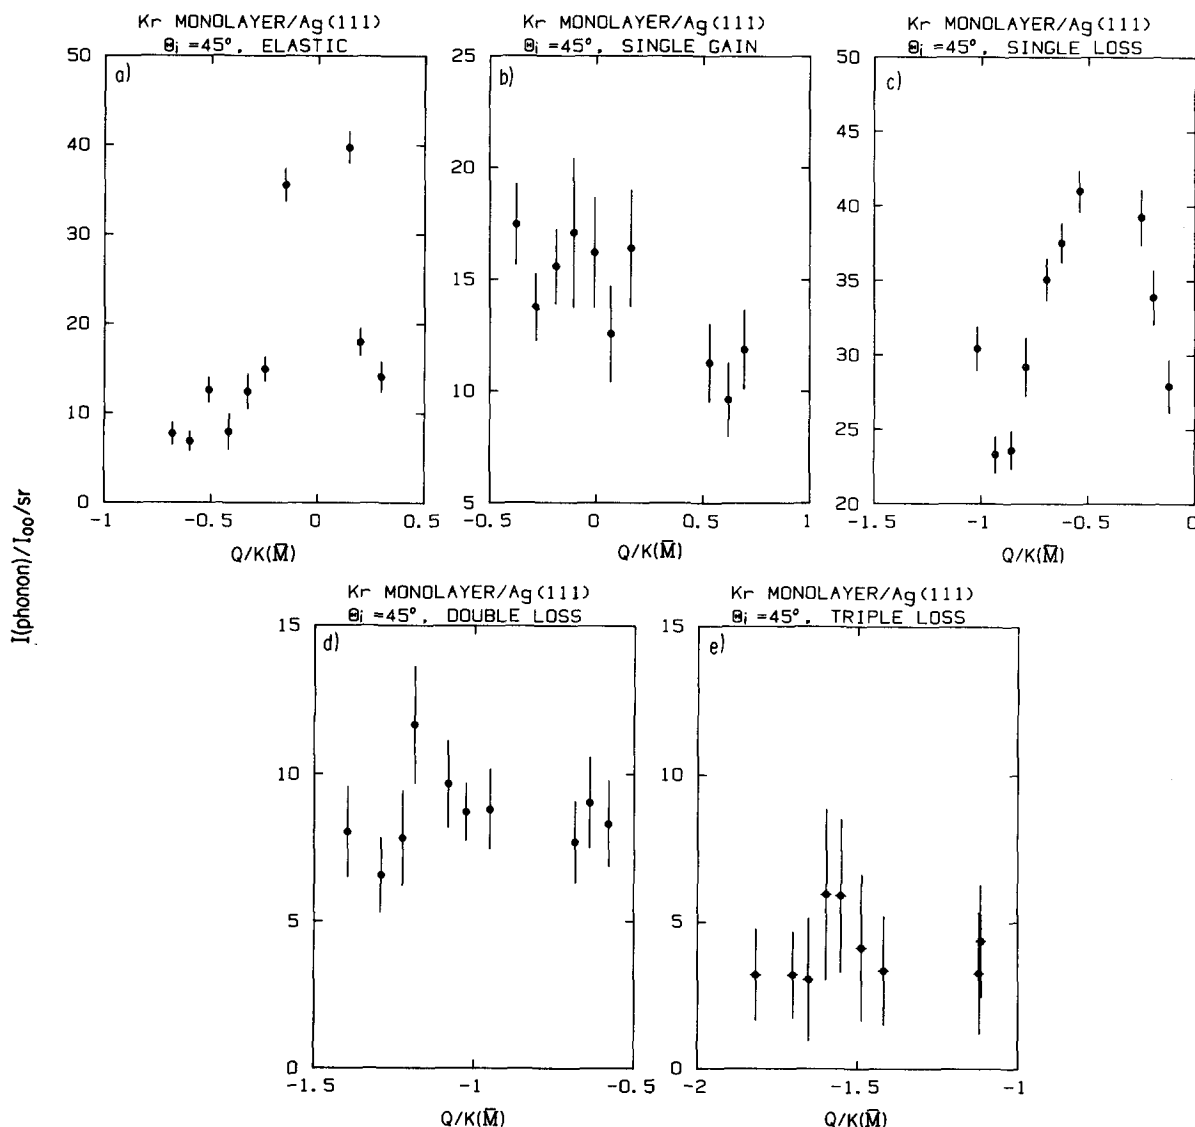 Kr MONOLAYER/Ag(111)
Θi =45°, ELASTIC
a)
50
40
30
20
10
0
-1
-0.5
0
0.5
Q/K(M̅)
Kr MONOLAYER/Ag(111)
Θi =45°, SINGLE GAIN
b)
25
20
15
10
5
-0.5
0
0.5
1
Q/K(M̅)
Kr MONOLAYER/Ag(111)
Θi =45°, SINGLE LOSS
c)
50
45
40
35
30
25
20
-1.5
-1
-0.5
0
Q/K(M̅)
I(phonon)/I00/sr
Kr MONOLAYER/Ag(111)
Θi =45°, DOUBLE LOSS
d)
15
10
5
0
-1.5
-1
-0.5
Q/K(M̅)
Kr MONOLAYER/Ag(111)
Θi =45°, TRIPLE LOSS
e)
15
10
5
0
-2
-1.5
-1
Q/K(M̅)